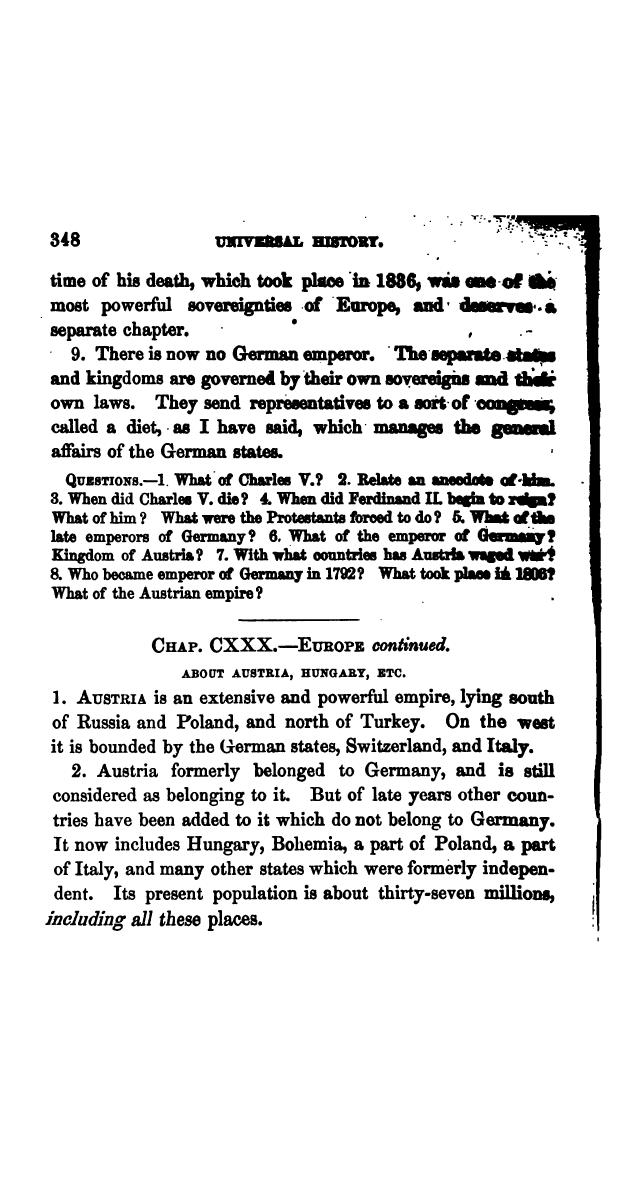 348 UNIVERSAL HISTORY.
time of his death, which took place in 1836, was one of the
most powerful sovereignties of Europe, and deserves a
separate chapter.
9. There is now no German emperor. The separate states
and kingdoms are governed by their own sovereigns and their
own laws. They send representatives to a sort of congress,
called a diet, as I have said, which manages the general
affairs of the German states.
QUESTIONS.—1. What of Charles V.? 2. Relate an anecdote of him.
3. When did Charles V. die? 4. When did Ferdinand II. begin to reign?
What of him? What were the Protestants forced to do? 5. What of the
late emperors of Germany? 6. What of the emperor of Germany?
Kingdom of Austria? 7. With what countries has Austria waged war?
8. Who became emperor of Germany in 1792? What took place in 1806?
What of the Austrian empire?
CHAP. CXXX.—EUROPE continued.
ABOUT AUSTRIA, HUNGARY, ETC.
1. AUSTRIA is an extensive and powerful empire, lying south
of Russia and Poland, and north of Turkey. On the west
it is bounded by the German states, Switzerland, and Italy.
2. Austria formerly belonged to Germany, and is still
considered as belonging to it. But of late years other coun-
tries have been added to it which do not belong to Germany.
It now includes Hungary, Bohemia, a part of Poland, a part
of Italy, and many other states which were formerly indepen-
dent. Its present population is about thirty-seven millions,
including all these places.